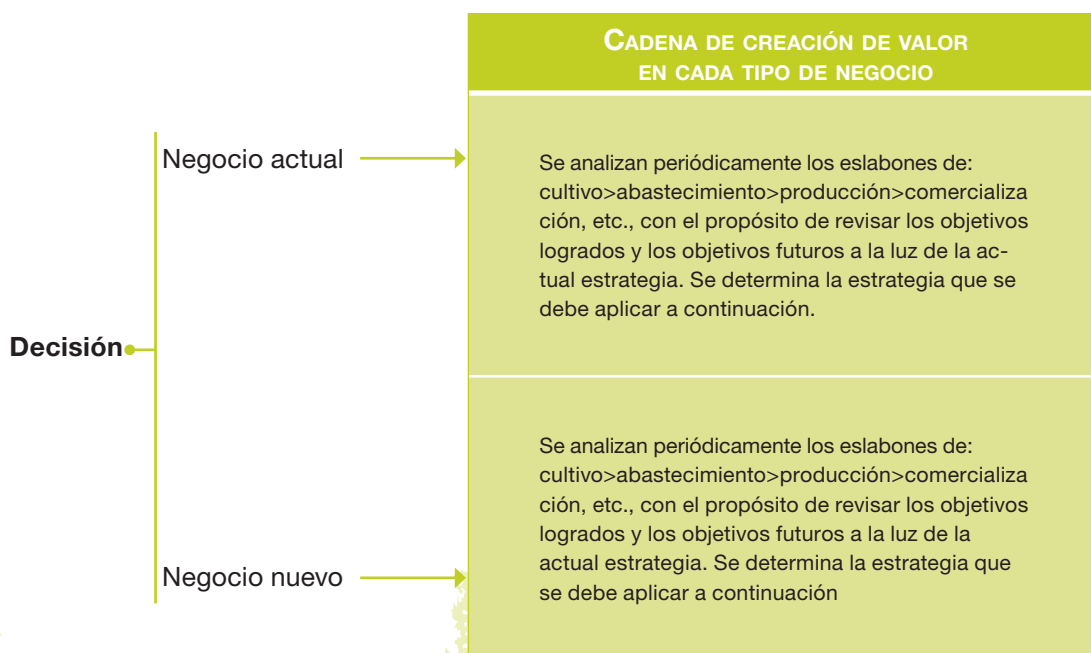 CADENA DE CREACIÓN DE VALOR
EN CADA TIPO DE NEGOCIO
Negocio actual
Se analizan periódicamente los eslabones de:
cultivo>abastecimiento>producción>comercializa
ción, etc., con el propósito de revisar los objetivos
logrados y los objetivos futuros a la luz de la ac-
tual estrategia. Se determina la estrategia que se
debe aplicar a continuación.
Decisión
Se analizan periódicamente los eslabones de:
cultivo>abastecimiento>producción>comercializa
ción, etc., con el propósito de revisar los objetivos
logrados y los objetivos futuros a la luz de la
actual estrategia. Se determina la estrategia que
se debe aplicar a continuación
Negocio nuevo